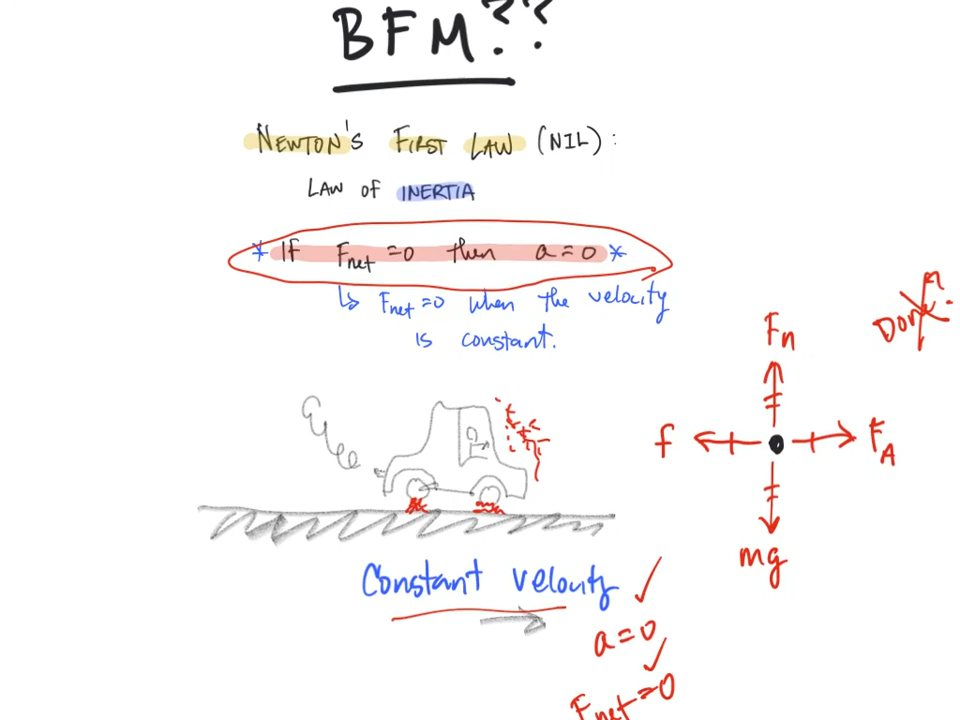 BFM??
NEWTON'S FIRST LAW (NIL):
LAW OF INERTIA
* If Fnet =0 then a=0 *
↳ Fnet =0 when the velocity
is constant.
Don't
Fn
f
FA
mg
Constant velocity ✓
a=0
✓
Fnet=0